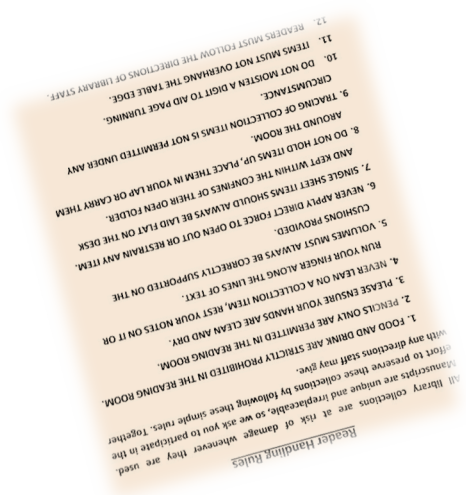 Reader Handling Rules
All library collections are at risk of damage whenever they are used.
Manuscripts are unique and irreplaceable, so we ask you to participate in the
effort to preserve these collections by following these simple rules. Together
with any directions staff may give.
1. FOOD AND DRINK ARE STRICTLY PROHIBITED IN THE READING ROOM.
2. PENCILS ONLY ARE PERMITTED IN THE READING ROOM.
3. PLEASE ENSURE YOUR HANDS ARE CLEAN AND DRY.
4. NEVER LEAN ON A COLLECTION ITEM, REST YOUR NOTES ON IT OR
RUN YOUR FINGER ALONG THE LINES OF TEXT.
5. VOLUMES MUST ALWAYS BE CORRECTLY SUPPORTED ON THE
CUSHIONS PROVIDED.
6. NEVER APPLY DIRECT FORCE TO OPEN OUT OR RESTRAIN ANY ITEM.
7. SINGLE SHEET ITEMS SHOULD ALWAYS BE LAID FLAT ON THE DESK
AND KEPT WITHIN THE CONFINES OF THEIR OPEN FOLDER.
8. DO NOT HOLD ITEMS UP, PLACE THEM IN YOUR LAP OR CARRY THEM
AROUND THE ROOM.
9. TRACING OF COLLECTION ITEMS IS NOT PERMITTED UNDER ANY
CIRCUMSTANCE.
10. DO NOT MOISTEN A DIGIT TO AID PAGE TURNING.
11. ITEMS MUST NOT OVERHANG THE TABLE EDGE.
12. READERS MUST FOLLOW THE DIRECTIONS OF LIBRARY STAFF.